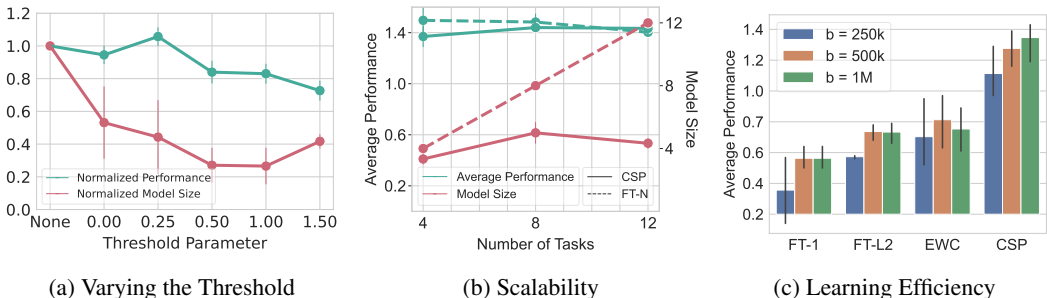 1.2
1.0
0.8
0.6
0.4
0.2
0.0
Normalized Performance
Normalized Model Size
None 0.00 0.25 0.50 1.00 1.50
Threshold Parameter
(a) Varying the Threshold
Average Performance
1.4
1.0
0.6
0.2
Model Size
12
8
4
Average Performance
Model Size
CSP
FT-N
4 8 12
Number of Tasks
(b) Scalability
Average Performance
1.4
1.2
0.9
0.7
0.4
0.2
b = 250k
b = 500k
b = 1M
FT-1 FT-L2 EWC CSP
(c) Learning Efficiency